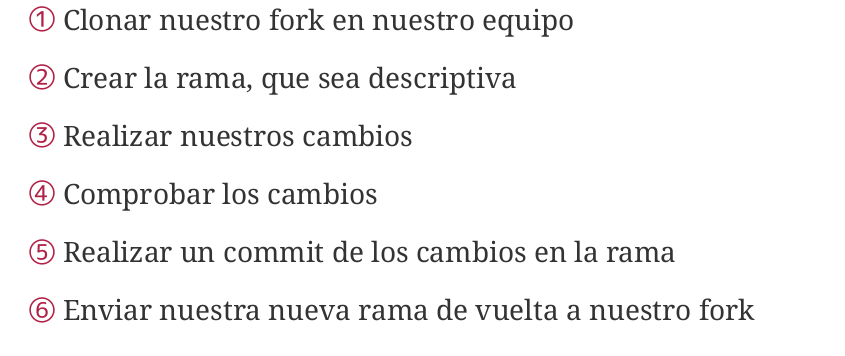 ① Clonar nuestro fork en nuestro equipo
② Crear la rama, que sea descriptiva
③ Realizar nuestros cambios
④ Comprobar los cambios
⑤ Realizar un commit de los cambios en la rama
⑥ Enviar nuestra nueva rama de vuelta a nuestro fork